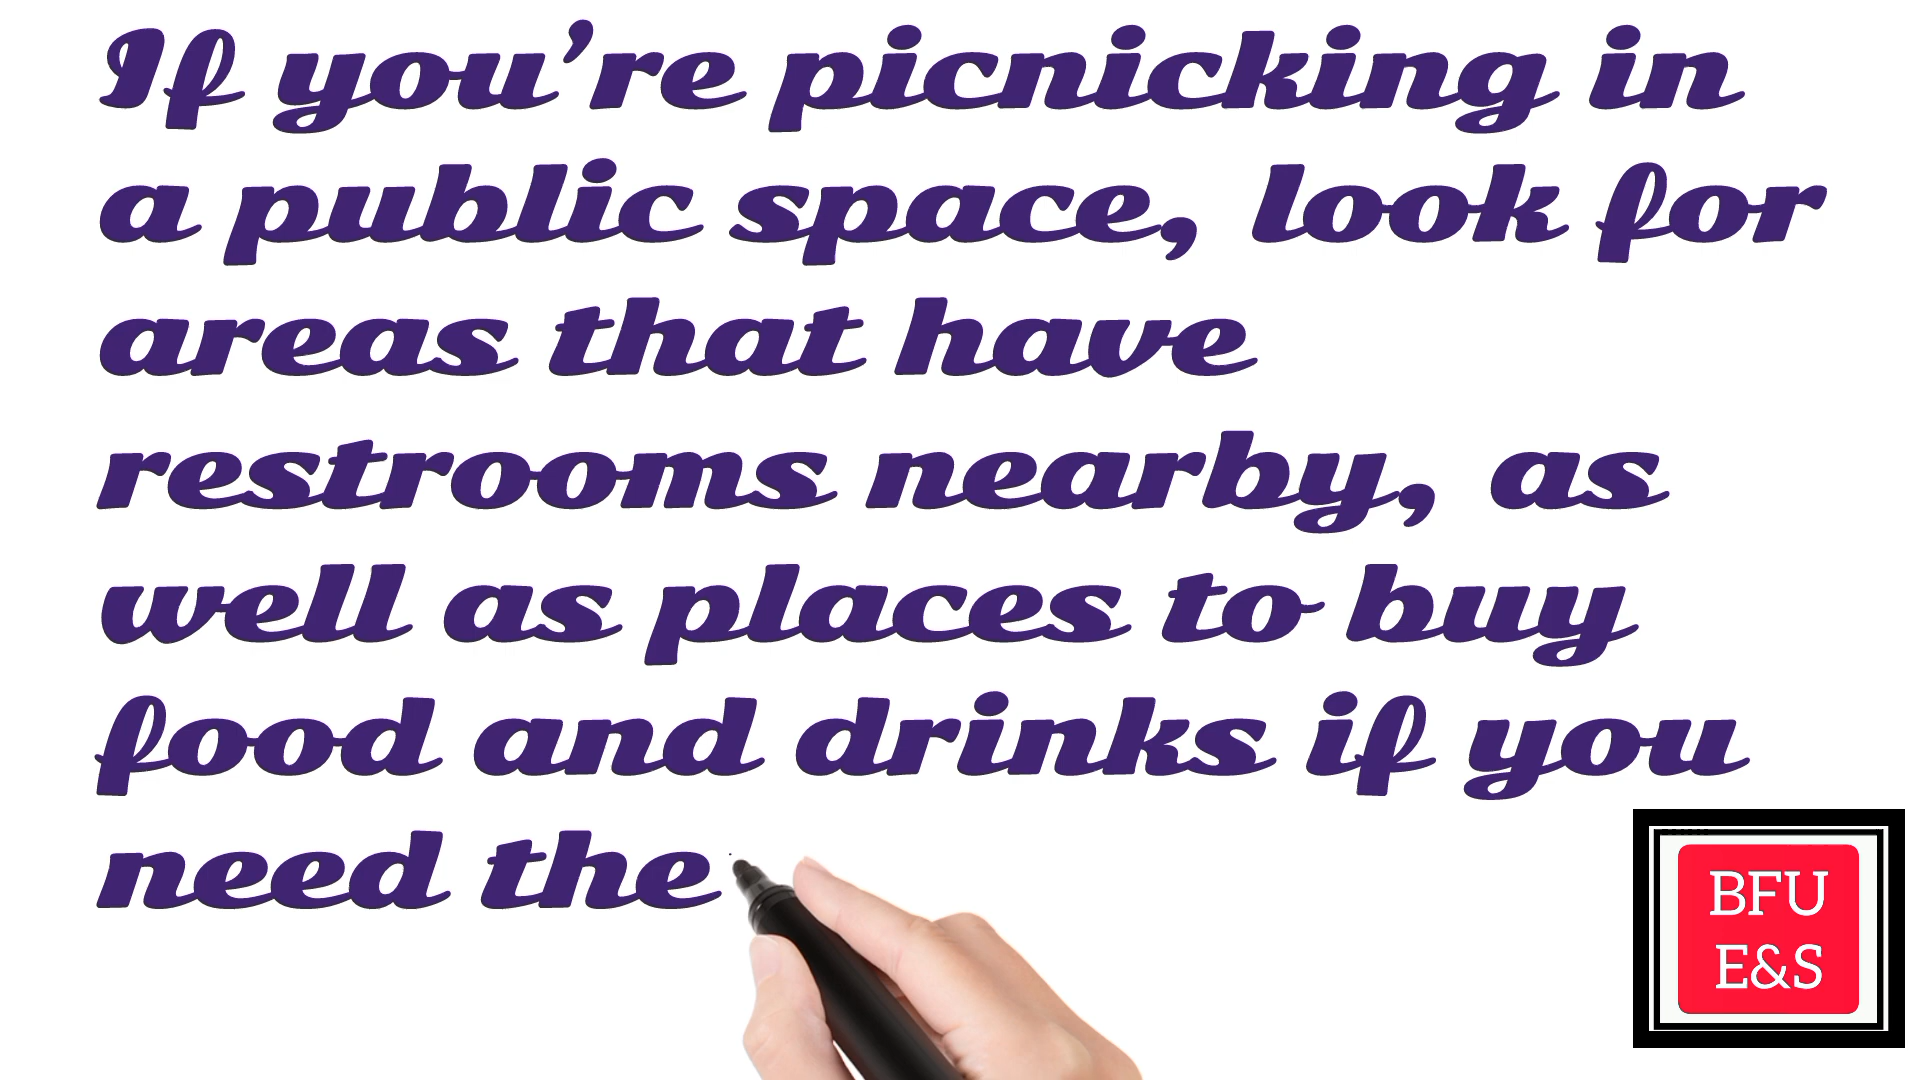 If you’re picnicking in
a public space, look for
areas that have
restrooms nearby, as
well as places to buy
food and drinks if you
need the
BFU
E&S